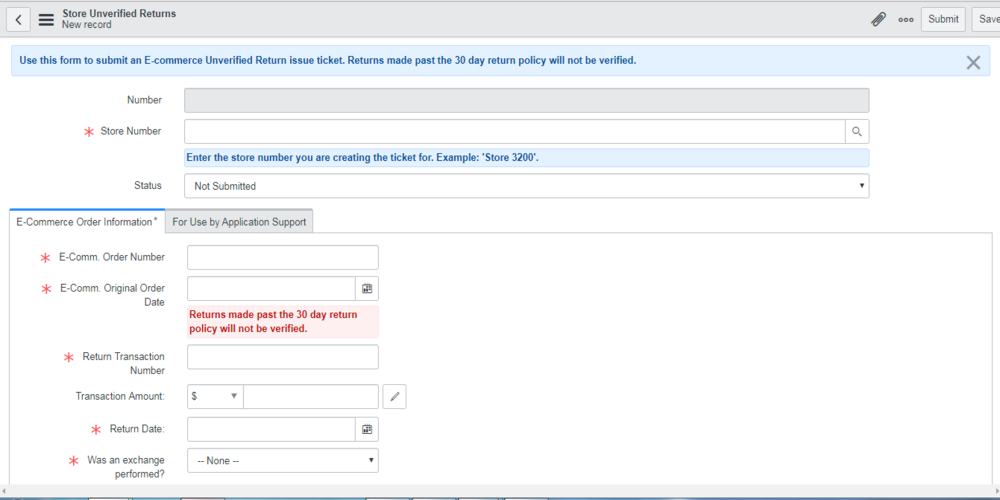 Store Unverified Returns
New record
Submit
Save
Use this form to submit an E-commerce Unverified Return issue ticket. Returns made past the 30 day return policy will not be verified.
Number
* Store Number
Enter the store number you are creating the ticket for. Example: 'Store 3200'.
Status
Not Submitted
E-Commerce Order Information*
For Use by Application Support
* E-Comm. Order Number
* E-Comm. Original Order
Date
Returns made past the 30 day return
policy will not be verified.
* Return Transaction
Number
Transaction Amount:
$
* Return Date:
* Was an exchange
performed?
-- None --